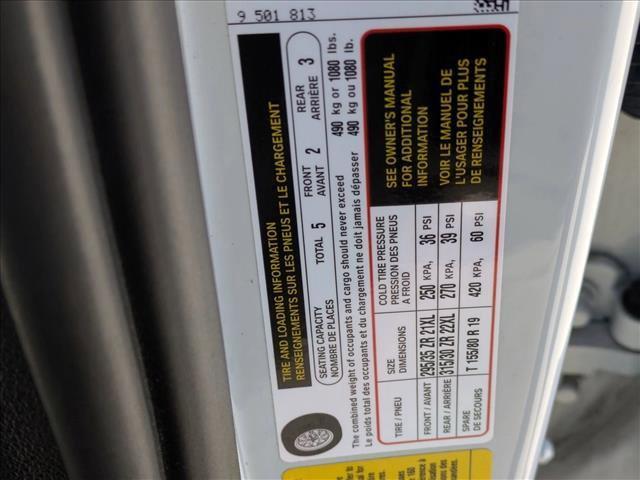 9 501 813
TIRE AND LOADING INFORMATION
RENSEIGNEMENTS SUR LES PNEUS ET LE CHARGEMENT
SEATING CAPACITY
NOMBRE DE PLACES
TOTAL 5
FRONT
AVANT 2
REAR
ARRIÈRE 3
The combined weight of occupants and cargo should never exceed 490 kg or 1080 lbs.
Le poids total des occupants et du chargement ne doit jamais dépasser 490 kg ou 1080 lb.
TIRE / PNEU
SIZE
DIMENSIONS
COLD TIRE PRESSURE
PRESSION DES PNEUS
A FROID
FRONT / AVANT 295/35 ZR 21XL 250 KPA, 36 PSI
REAR / ARRIÈRE 315/30 ZR 22XL 270 KPA, 39 PSI
SPARE
DE SECOURS T 155/80 R 19 420 KPA, 60 PSI
SEE OWNER'S MANUAL
FOR ADDITIONAL
INFORMATION
VOIR LE MANUEL DE
L'USAGER POUR PLUS
DE RENSEIGNEMENTS